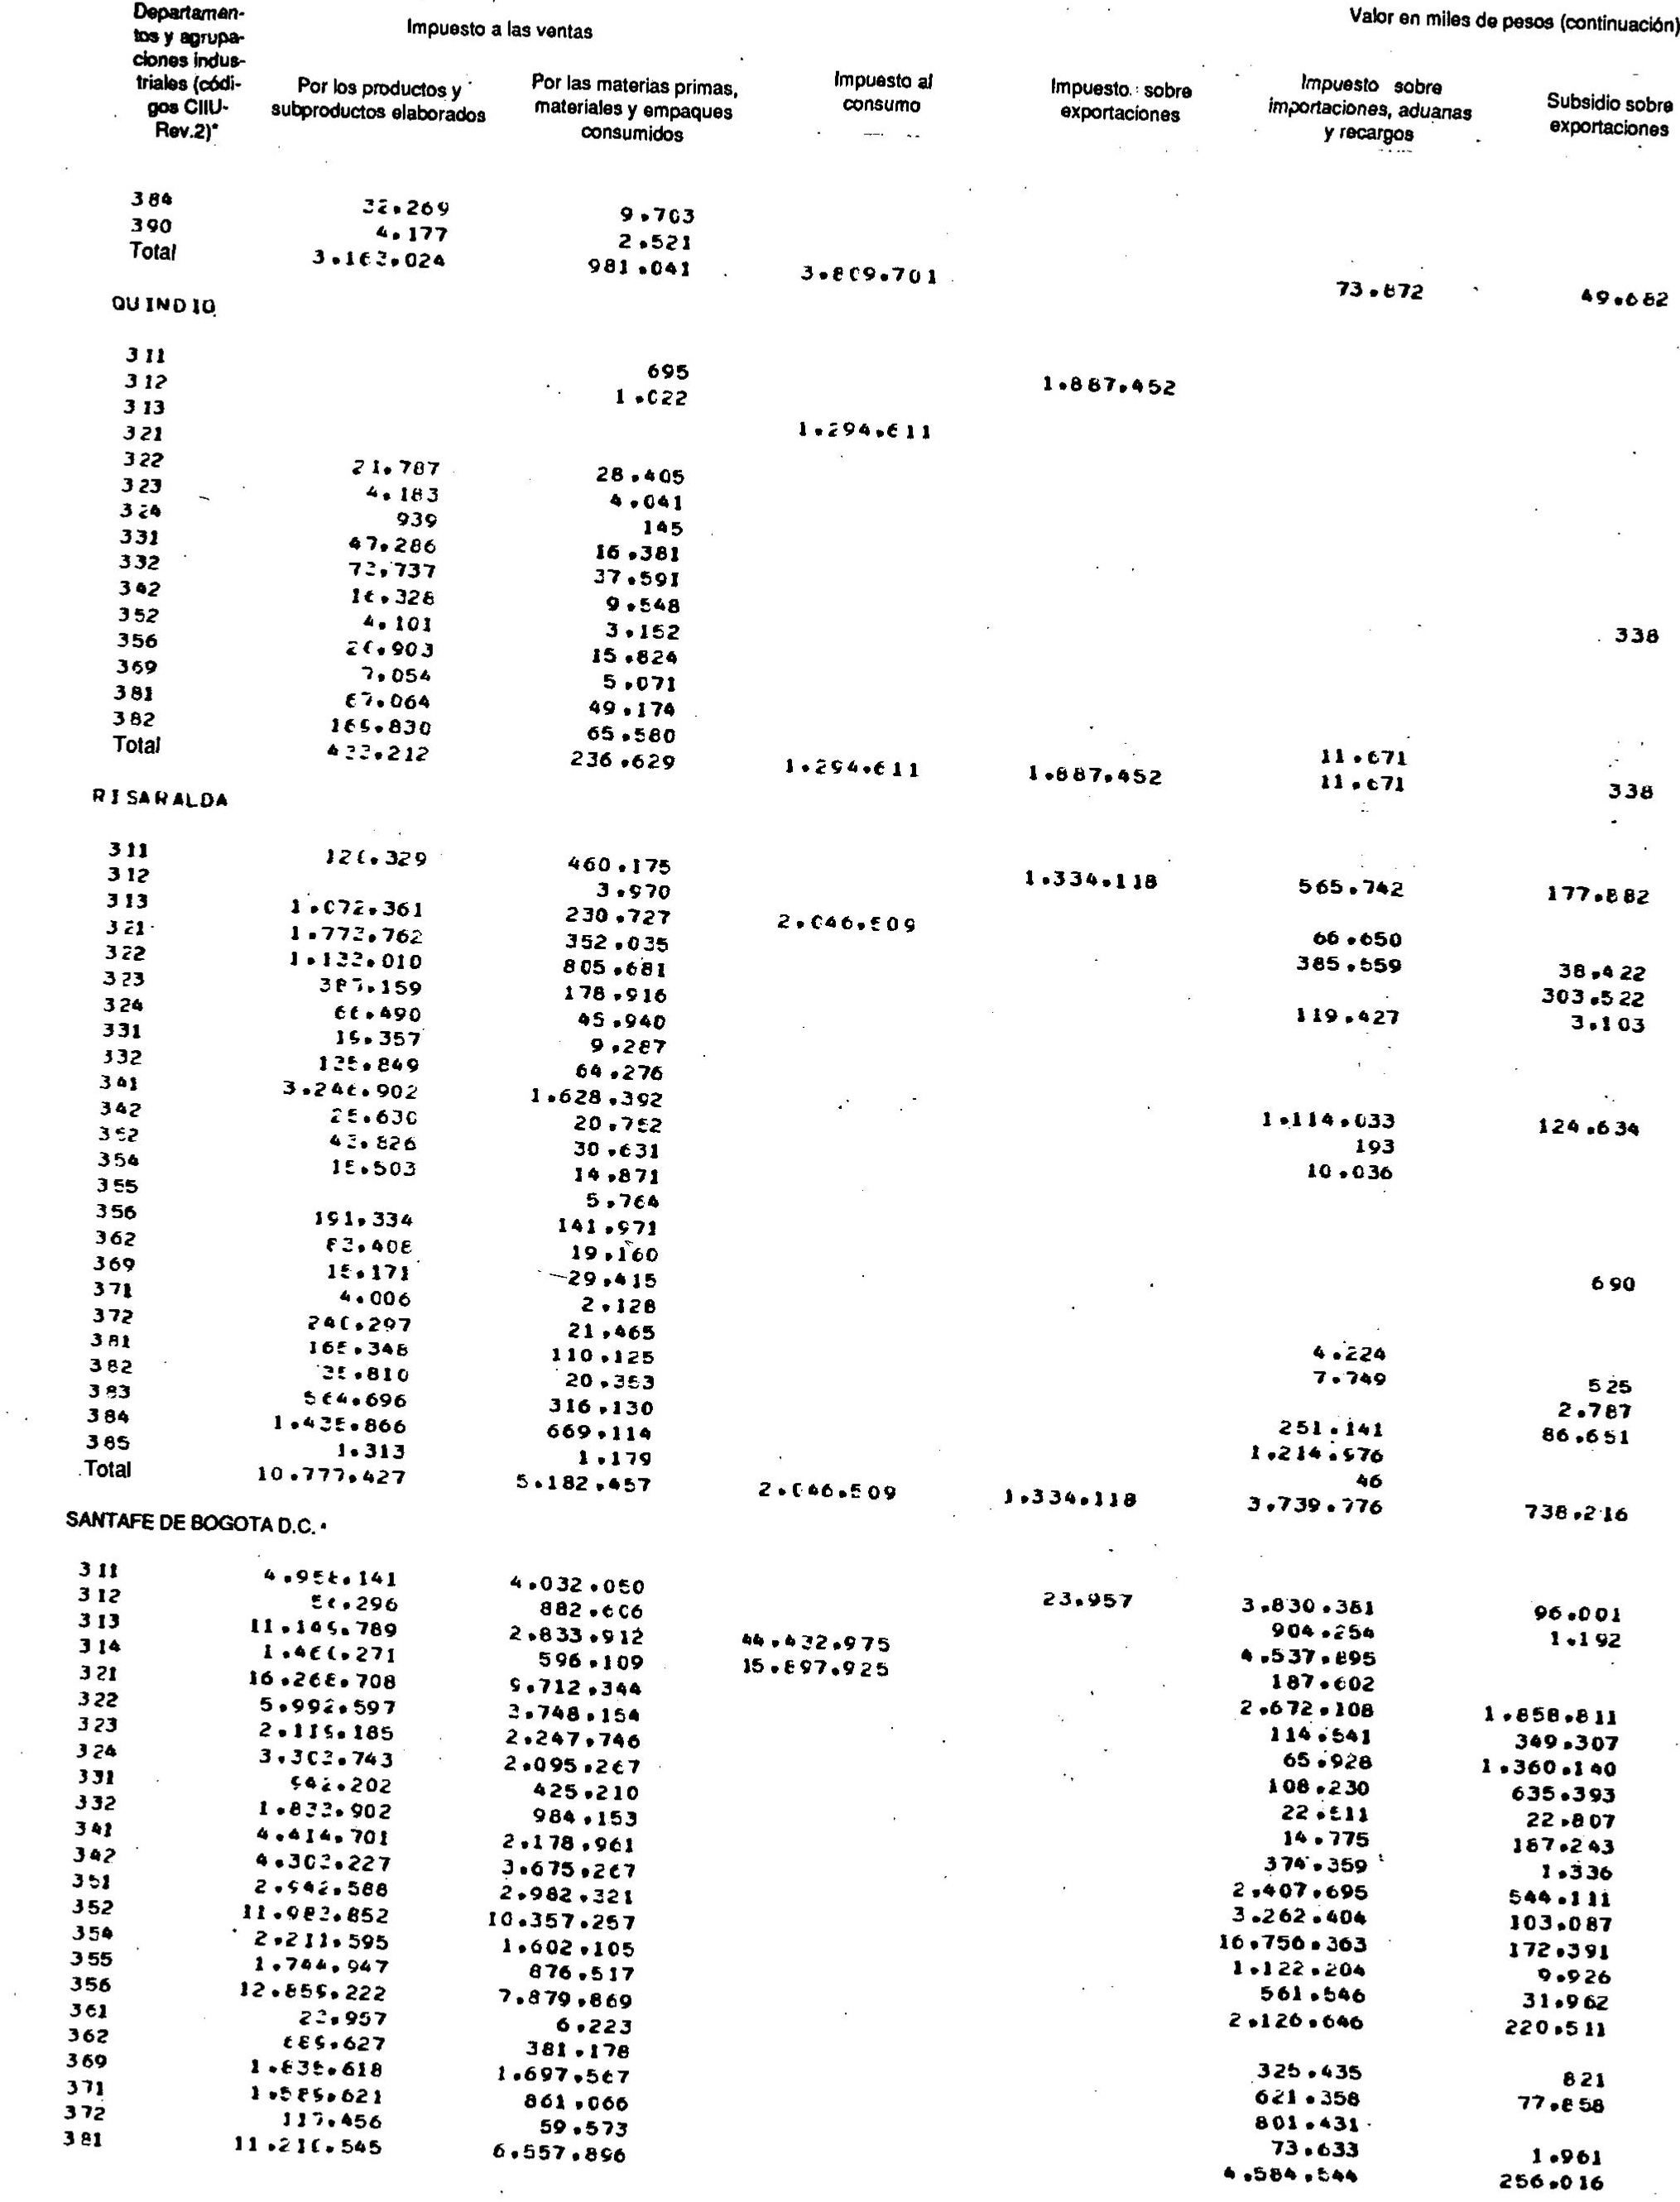 Departamentos y agrupaciones industriales (códigos CIIU-Rev.2)*
Impuesto a las ventas
Valor en miles de pesos (continuación)
Por los productos y subproductos elaborados
Por las materias primas, materiales y empaques consumidos
Impuesto al consumo
Impuesto sobre exportaciones
Impuesto sobre importaciones, aduanas y recargos
Subsidio sobre exportaciones
384 32.269 9.703
390 4.177 2.521
Total 3.163.024 981.041 3.809.701 73.872 49.682
QUINDIO
311 695 1.887.452
312 1.022
313 1.294.611
321
322 21.787 28.405
323 4.183 4.041
324 939 145
331 47.286 16.381
332 73.737 37.591
342 16.328 9.548 338
352 4.101 3.152
356 20.903 15.824
369 7.054 5.071
381 67.064 49.174
382 169.830 65.580 11.671
Total 433.212 236.629 1.294.611 1.887.452 11.671 338
RISARALDA
311 126.329 460.175 1.334.118 565.742 177.882
312 3.970
313 1.072.361 230.727 2.046.509 66.650
321 1.773.762 352.035 385.559 38.422
322 1.133.010 805.681 303.522
323 387.159 178.916 119.427 3.103
324 66.490 45.940
331 19.357 9.287
332 125.849 64.276
341 3.246.902 1.628.392 1.114.033 124.634
342 25.630 20.752 193
352 43.826 30.631 10.036
354 15.503 14.871
355 5.764
356 191.334 141.971
362 83.408 19.160 690
369 15.171 29.415
371 4.006 2.128
372 240.297 21.465 4.224
381 165.348 110.125 7.749 525
382 35.810 20.353 2.787
383 564.696 316.130 251.141 86.651
384 1.435.866 669.114 1.214.976
385 1.313 1.179 46
Total 10.777.427 5.182.457 2.046.509 1.334.118 3.739.776 738.216
SANTAFE DE BOGOTA D.C.
311 4.956.141 4.032.050 23.957 3.830.381 96.001
312 56.296 882.606 904.254 1.192
313 11.149.789 2.833.912 44.432.975 4.537.895
314 1.466.271 596.109 15.897.925 187.602
321 16.268.708 9.712.344 2.672.108 1.858.811
322 5.992.597 3.748.154 114.541 349.307
323 2.119.185 2.247.746 65.928 1.360.140
324 3.303.743 2.095.267 108.230 635.393
331 942.202 425.210 22.511 22.807
332 1.833.902 984.153 14.775 187.243
341 4.414.701 2.178.961 374.359 1.336
342 4.303.227 3.675.267 2.407.695 544.111
351 2.942.588 2.982.321 3.262.404 103.087
352 11.983.852 10.357.257 16.756.363 172.391
354 2.211.595 1.602.105 1.122.204 9.926
355 1.744.947 876.517 561.546 31.962
356 12.859.222 7.879.869 2.126.646 220.511
361 23.957 6.223
362 689.627 381.178 325.435 821
369 1.835.618 1.697.567 621.358 77.858
371 1.589.621 861.066 801.431
372 117.456 59.573 73.633 1.961
381 11.216.545 6.557.896 4.584.544 256.016